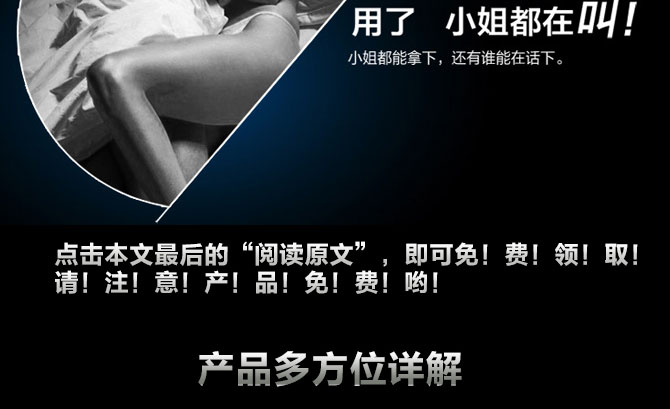 用了 小姐都在叫!
小姐都能拿下，还有谁能在话下。
点击本文最后的“阅读原文”，即可免！费！领！取！
请！注！意！产！品！免！费！哟！
产品多方位详解